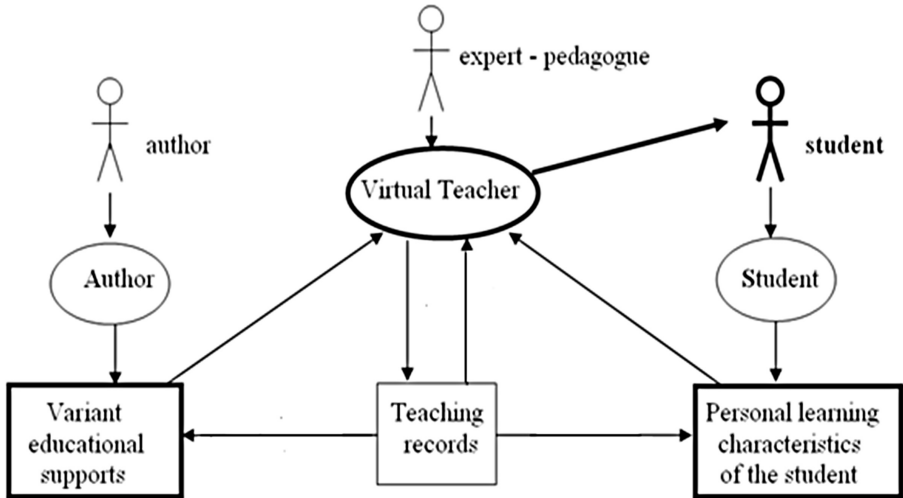 expert - pedagogue
author
student
Virtual Teacher
Author
Student
Variant
educational
supports
Teaching
records
Personal learning
characteristics
of the student